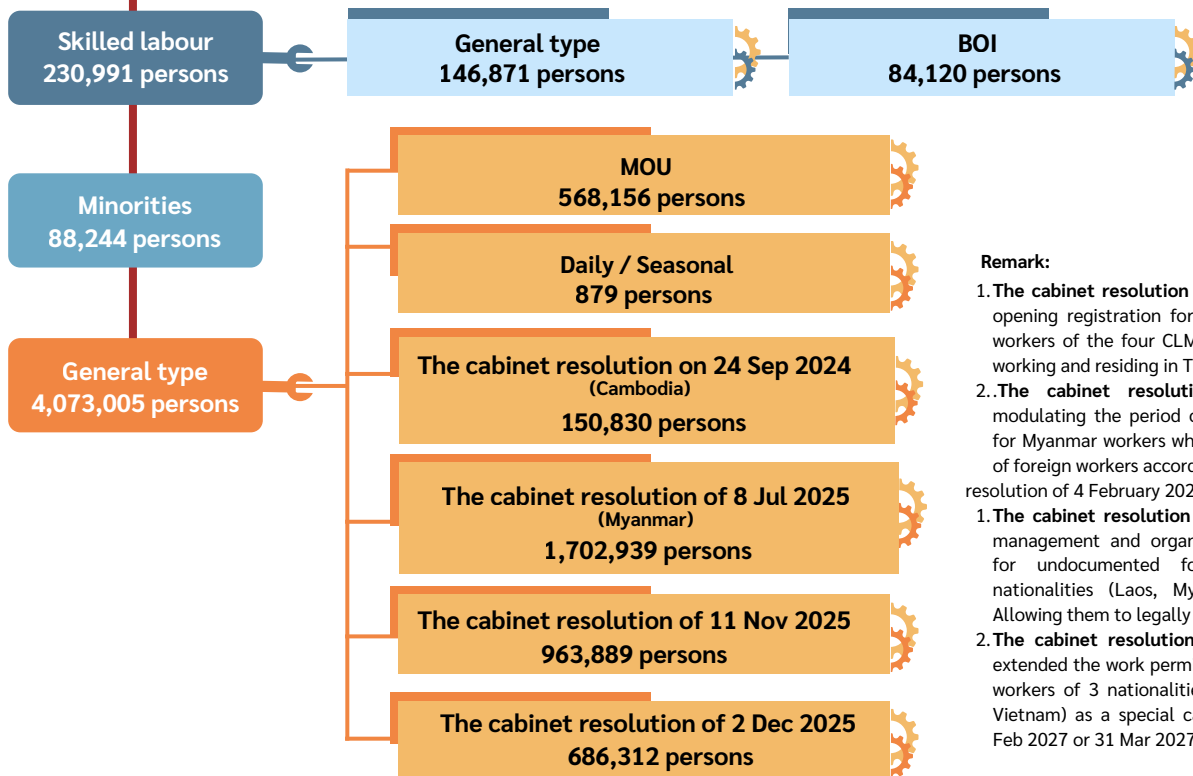 Skilled labour
230,991 persons
General type
146,871 persons
BOI
84,120 persons
Minorities
88,244 persons
General type
4,073,005 persons
MOU
568,156 persons
Daily / Seasonal
879 persons
The cabinet resolution on 24 Sep 2024
(Cambodia)
150,830 persons
The cabinet resolution of 8 Jul 2025
(Myanmar)
1,702,939 persons
The cabinet resolution of 11 Nov 2025
963,889 persons
The cabinet resolution of 2 Dec 2025
686,312 persons
Remark:
1. The cabinet resolution
opening registration for
workers of the four CLM
working and residing in T
2..The cabinet resoluti
modulating the period
for Myanmar workers wh
of foreign workers accord
resolution of 4 February 202
1. The cabinet resolution
management and organ
for undocumented fo
nationalities (Laos, My
Allowing them to legally
2. The cabinet resolution
extended the work perm
workers of 3 nationalitie
Vietnam) as a special ca
Feb 2027 or 31 Mar 2027